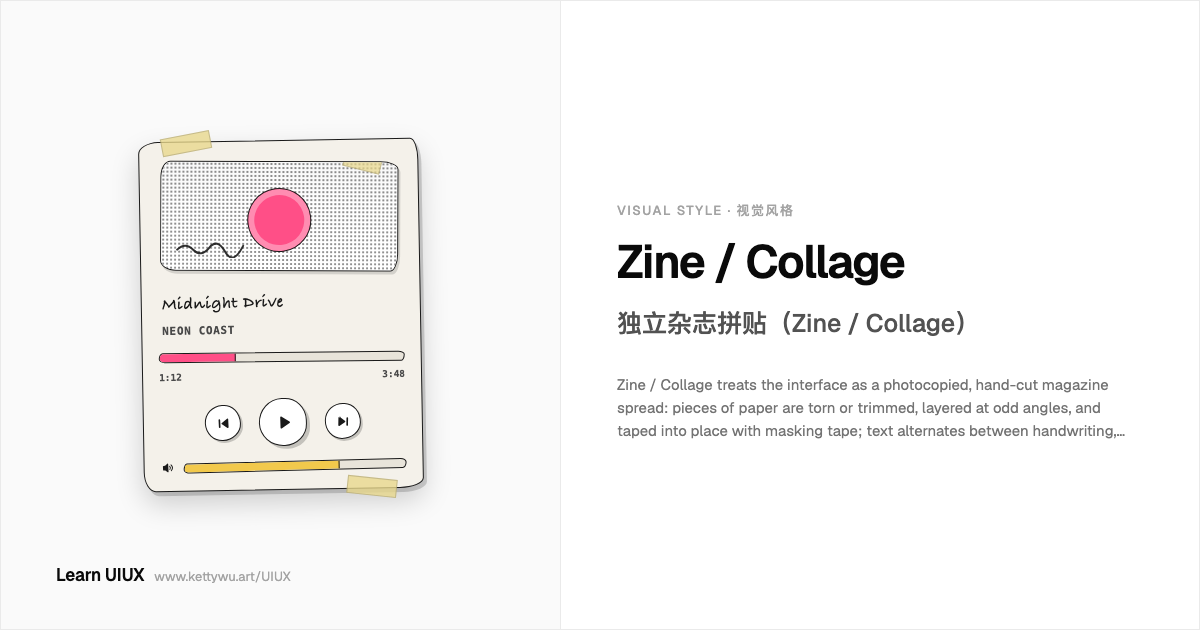 Midnight Drive
NEON COAST
1:12
3:48
Learn UIUX www.kettywu.art/UIUX
VISUAL STYLE · 视觉风格
Zine / Collage
独立杂志拼贴（Zine / Collage）
Zine / Collage treats the interface as a photocopied, hand-cut magazine
spread: pieces of paper are torn or trimmed, layered at odd angles, and
taped into place with masking tape; text alternates between handwriting,…